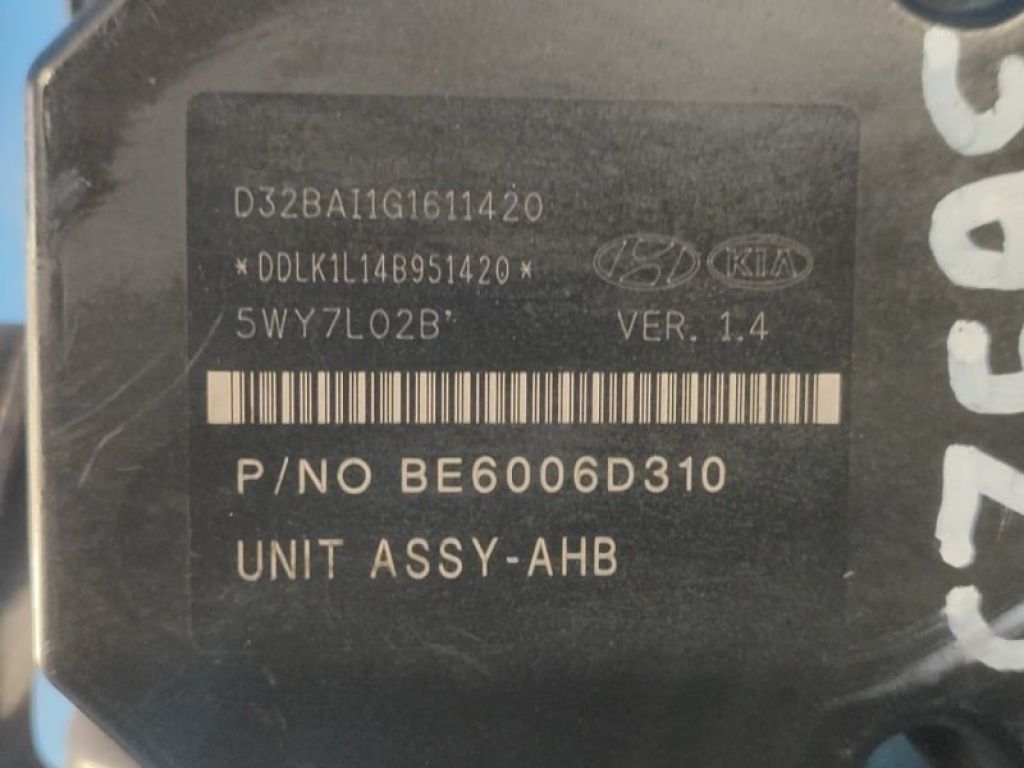 D32BAI1G1611420
*DDLK1L14B951420*
KIA
5WY7L02B VER. 1.4
P/NO BE6006D310
UNIT ASSY-AHB